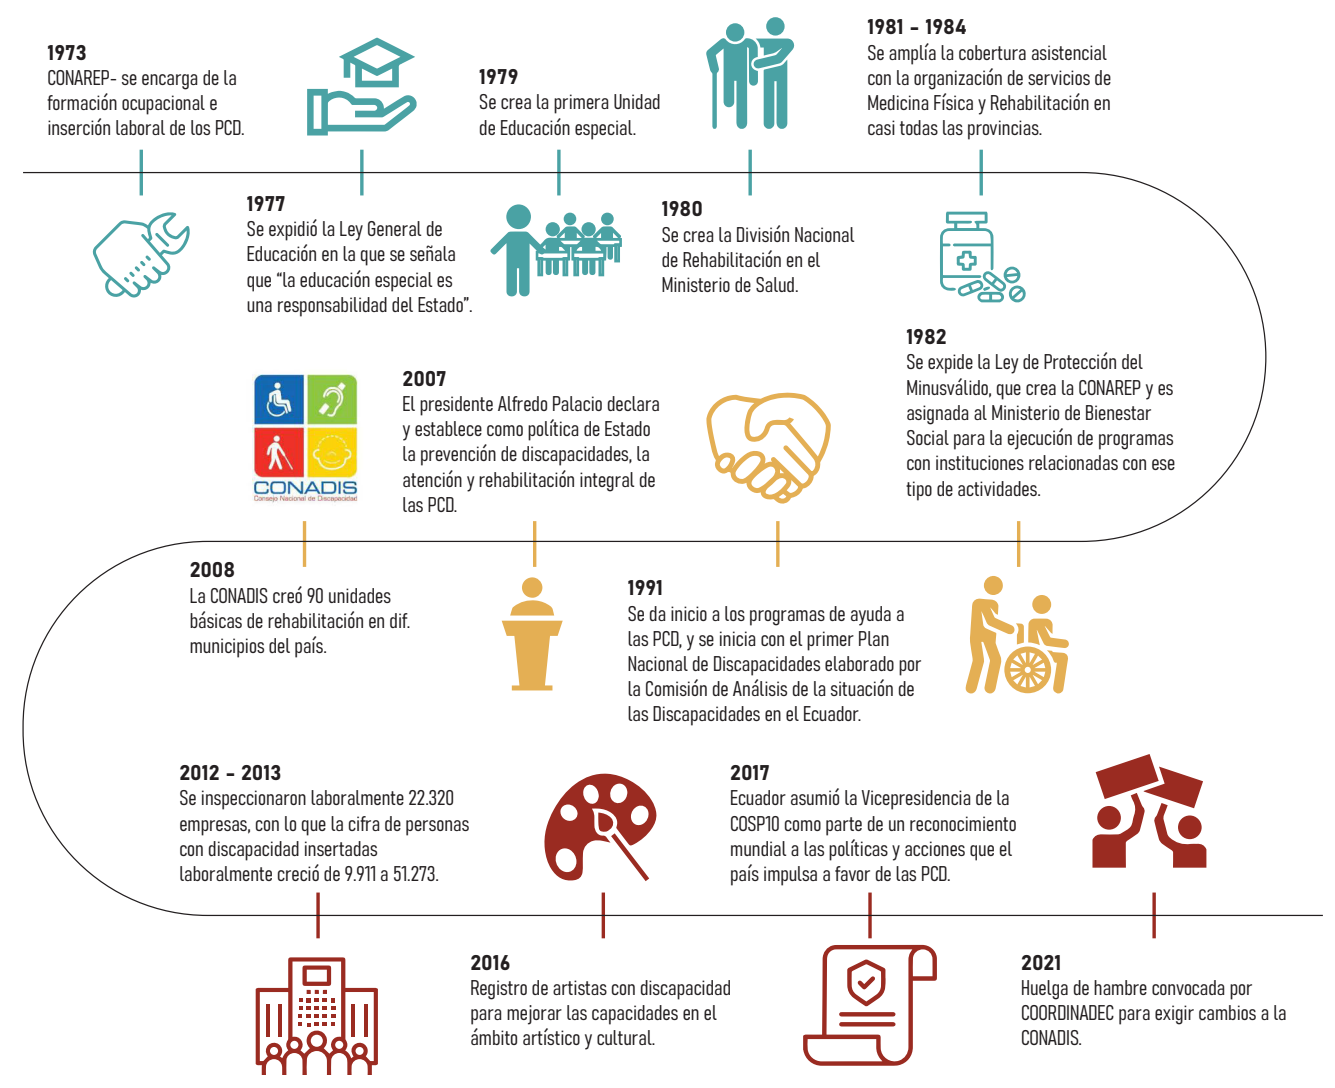 1973
CONAREP- se encarga de la
formación ocupacional e
inserción laboral de los PCD.
1977
Se expidió la Ley General de
Educación en la que se señala
que “la educación especial es
una responsabilidad del Estado”.
1979
Se crea la primera Unidad
de Educación especial.
1980
Se crea la División Nacional
de Rehabilitación en el
Ministerio de Salud.
1981 - 1984
Se amplía la cobertura asistencial
con la organización de servicios de
Medicina Física y Rehabilitación en
casi todas las provincias.
1982
Se expide la Ley de Protección del
Minusválido, que crea la CONAREP y es
asignada al Ministerio de Bienestar
Social para la ejecución de programas
con instituciones relacionadas con ese
tipo de actividades.
1991
Se da inicio a los programas de ayuda a
las PCD, y se inicia con el primer Plan
Nacional de Discapacidades elaborado por
la Comisión de Análisis de la situación de
las Discapacidades en el Ecuador.
2007
El presidente Alfredo Palacio declara
y establece como política de Estado
la prevención de discapacidades, la
atención y rehabilitación integral de
las PCD.
CONADIS
Consejo Nacional de Discapacidad
2008
La CONADIS creó 90 unidades
básicas de rehabilitación en dif.
municipios del país.
2012 - 2013
Se inspeccionaron laboralmente 22.320
empresas, con lo que la cifra de personas
con discapacidad insertadas
laboralmente creció de 9.911 a 51.273.
2016
Registro de artistas con discapacidad
para mejorar las capacidades en el
ámbito artístico y cultural.
2017
Ecuador asumió la Vicepresidencia de la
COSP10 como parte de un reconocimiento
mundial a las políticas y acciones que el
país impulsa a favor de las PCD.
2021
Huelga de hambre convocada por
COORDINADEC para exigir cambios a la
CONADIS.